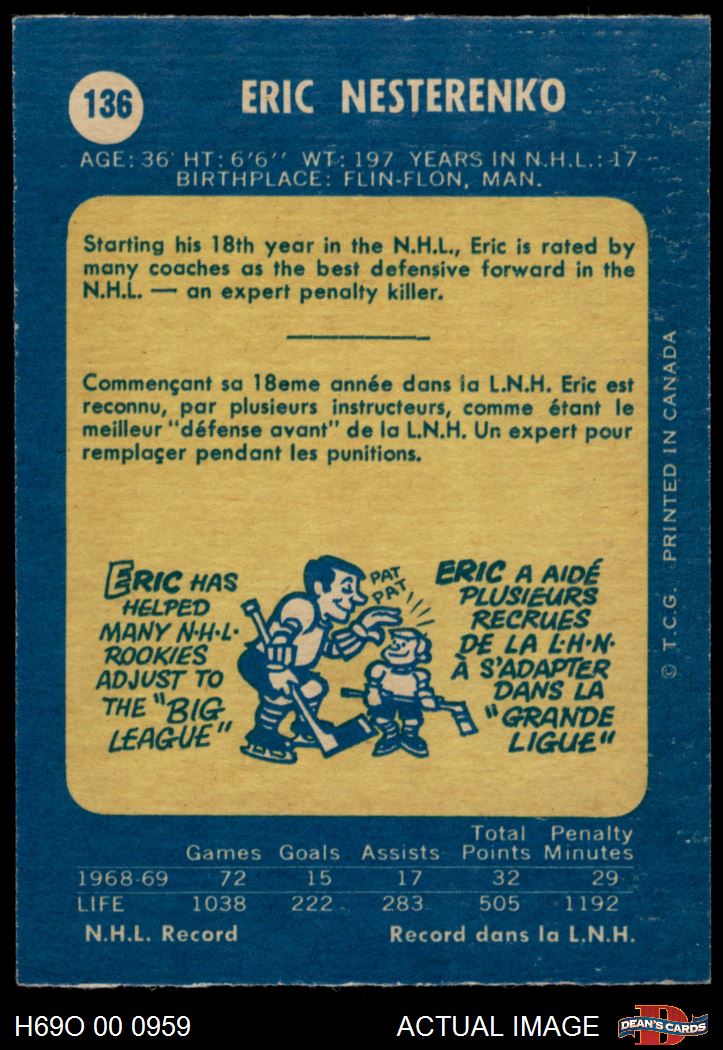 136
ERIC NESTERENKO
AGE: 36 HT: 6'6'' WT: 197 YEARS IN N.H.L.: 17
BIRTHPLACE: FLIN-FLON, MAN.
Starting his 18th year in the N.H.L., Eric is rated by
many coaches as the best defensive forward in the
N.H.L. — an expert penalty killer.
Commençant sa 18eme année dans la L.N.H. Eric est
reconnu, par plusieurs instructeurs, comme étant le
meilleur "défense avant" de la L.N.H. Un expert pour
remplaçer pendant les punitions.
ERIC HAS
HELPED
MANY N·H·L·
ROOKIES
ADJUST TO
THE "BIG
LEAGUE"
PAT
PAT
ERIC A AIDÉ
PLUSIEURS
RECRUES
DE LA L·H·N·
À S'ADAPTER
DANS LA
"GRANDE
LIGUE"
© T.C.G. PRINTED IN CANADA
Games Goals Assists Total Points Penalty Minutes
1968-69 72 15 17 32 29
LIFE 1038 222 283 505 1192
N.H.L. Record Record dans la L.N.H.
H69O 00 0959 ACTUAL IMAGE D DEAN'S CARDS